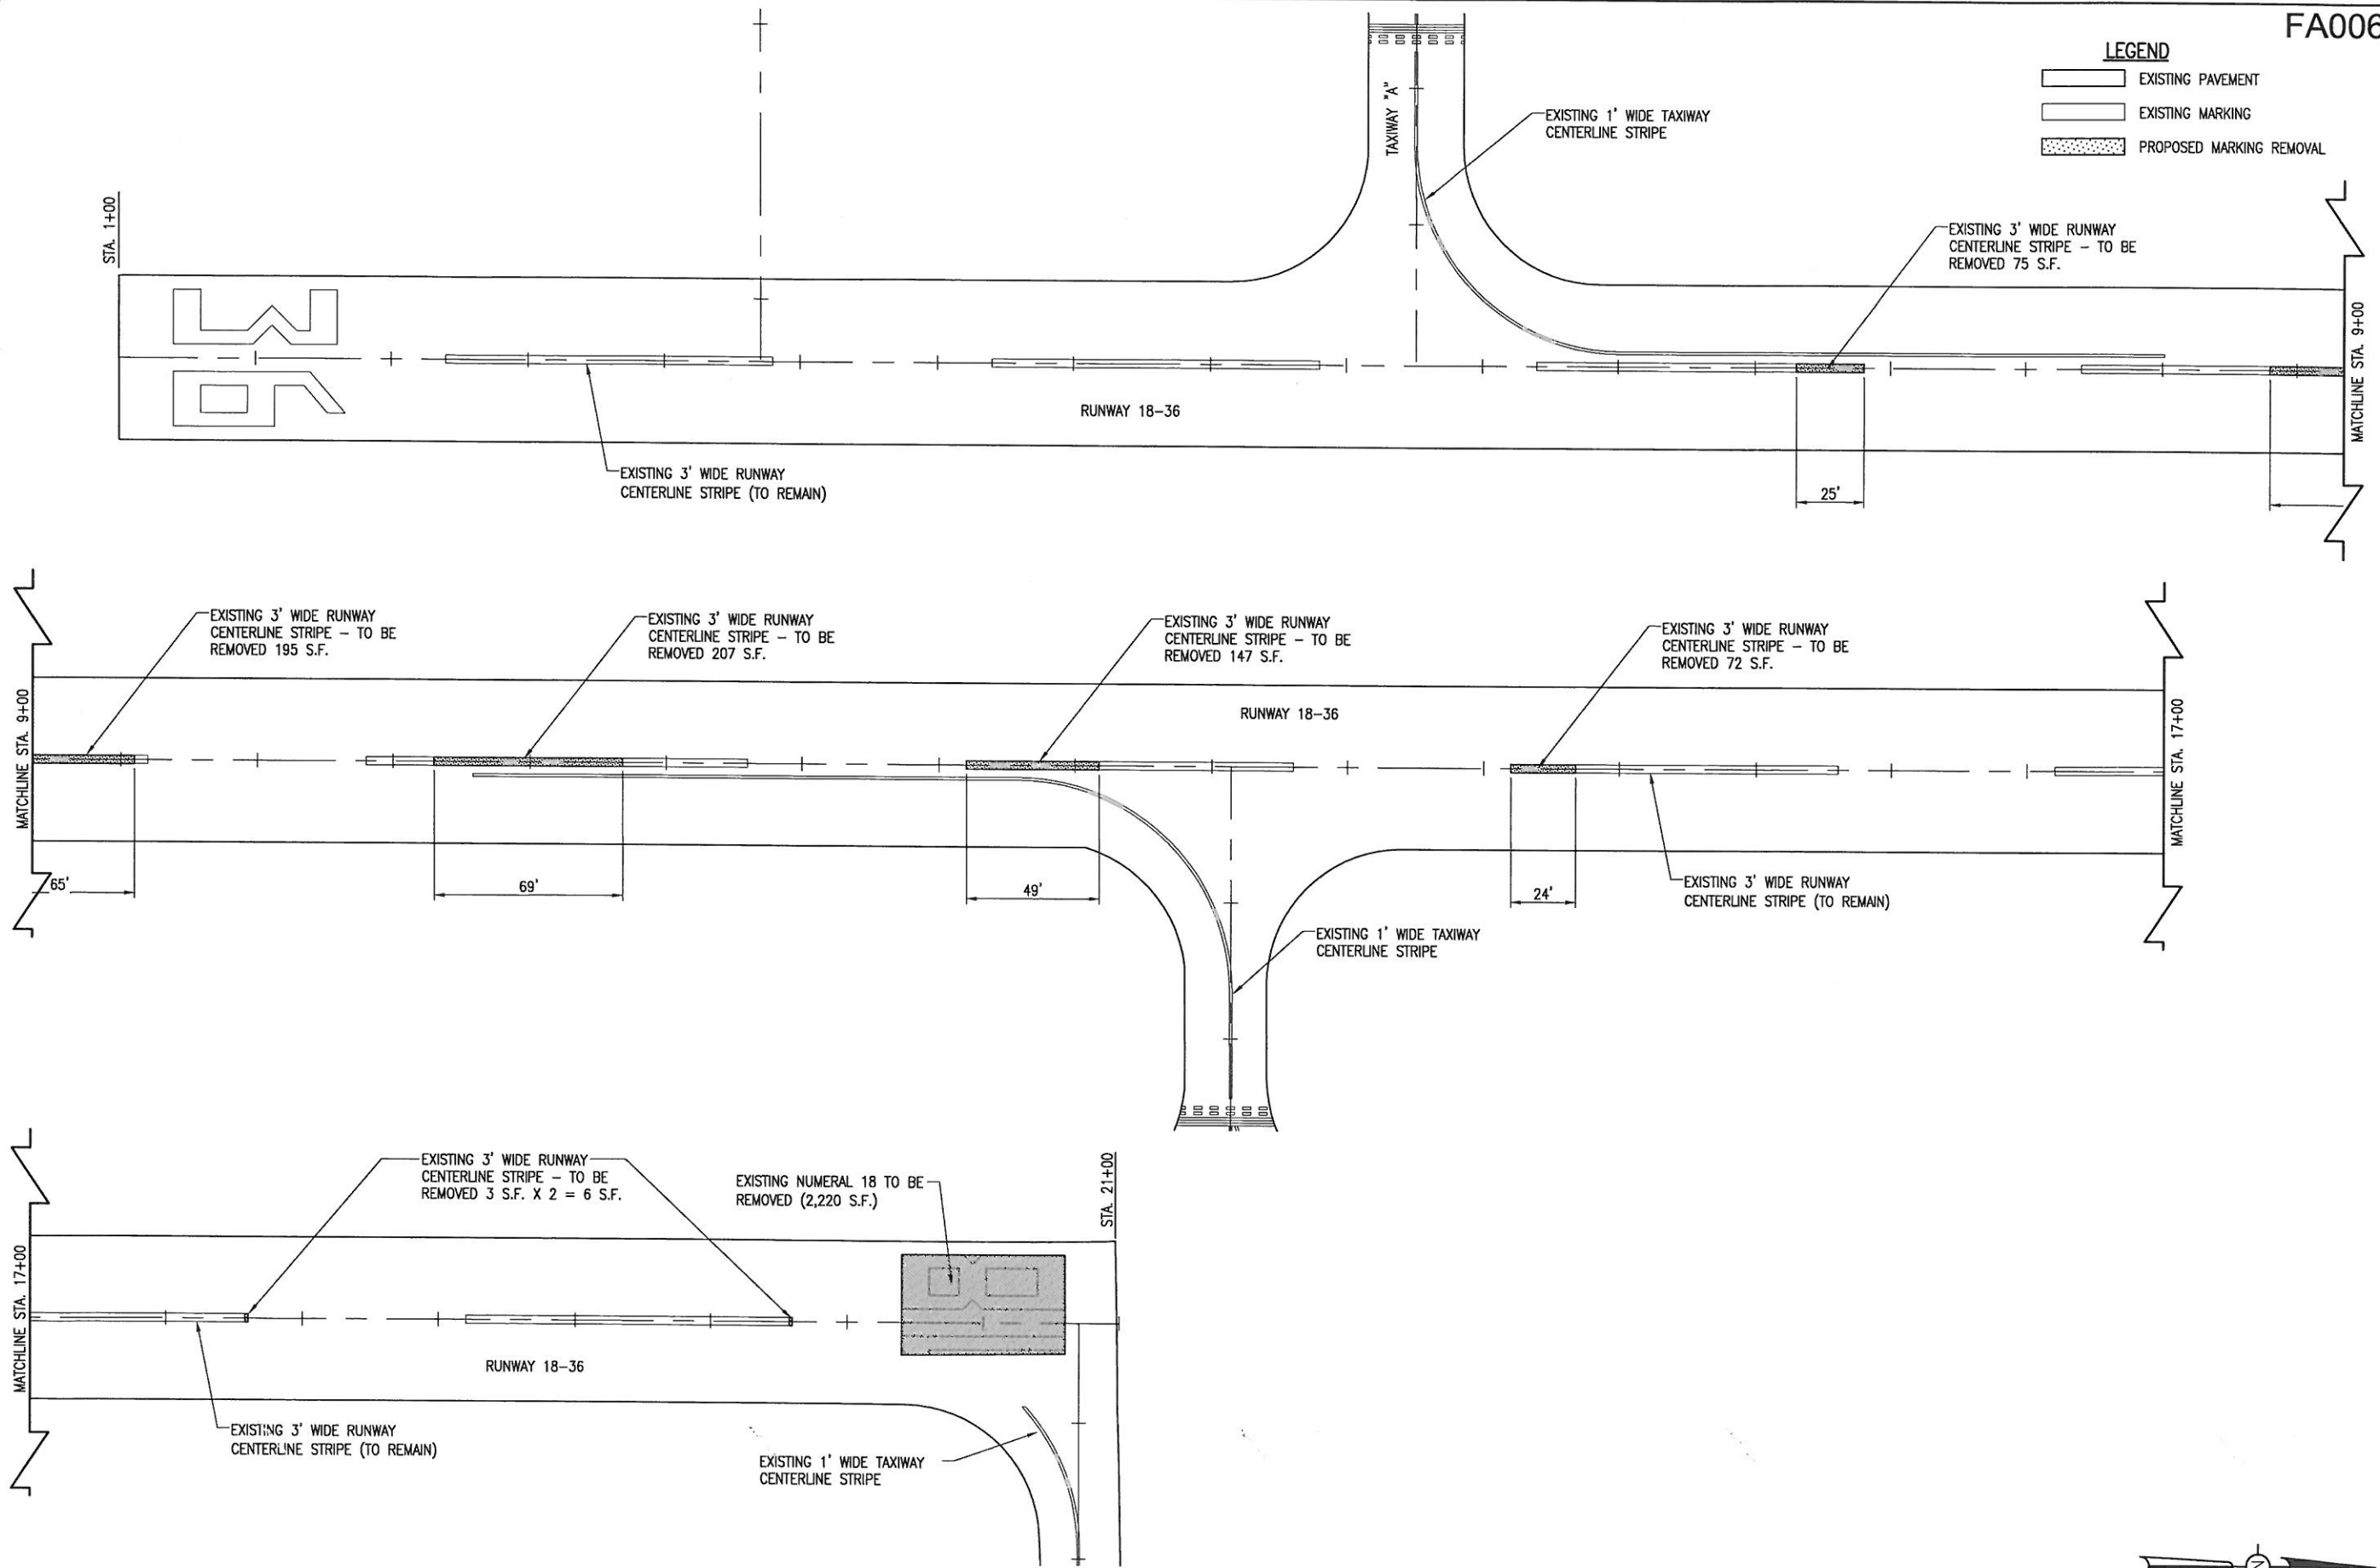 FA006
LEGEND
EXISTING PAVEMENT
EXISTING MARKING
PROPOSED MARKING REMOVAL
TAXIWAY "A"
EXISTING 1' WIDE TAXIWAY
CENTERLINE STRIPE
STA. 1+00
EXISTING 3' WIDE RUNWAY
CENTERLINE STRIPE – TO BE
REMOVED 75 S.F.
36
RUNWAY 18–36
MATCHLINE STA. 9+00
EXISTING 3' WIDE RUNWAY
CENTERLINE STRIPE (TO REMAIN)
25'
EXISTING 3' WIDE RUNWAY
CENTERLINE STRIPE – TO BE
REMOVED 195 S.F.
EXISTING 3' WIDE RUNWAY
CENTERLINE STRIPE – TO BE
REMOVED 207 S.F.
EXISTING 3' WIDE RUNWAY
CENTERLINE STRIPE – TO BE
REMOVED 147 S.F.
EXISTING 3' WIDE RUNWAY
CENTERLINE STRIPE – TO BE
REMOVED 72 S.F.
MATCHLINE STA. 9+00
RUNWAY 18–36
MATCHLINE STA. 17+00
65'
69'
49'
24'
EXISTING 3' WIDE RUNWAY
CENTERLINE STRIPE (TO REMAIN)
EXISTING 1' WIDE TAXIWAY
CENTERLINE STRIPE
EXISTING 3' WIDE RUNWAY
CENTERLINE STRIPE – TO BE
REMOVED 3 S.F. X 2 = 6 S.F.
EXISTING NUMERAL 18 TO BE
REMOVED (2,220 S.F.)
STA. 21+00
MATCHLINE STA. 17+00
18
RUNWAY 18–36
EXISTING 3' WIDE RUNWAY
CENTERLINE STRIPE (TO REMAIN)
EXISTING 1' WIDE TAXIWAY
CENTERLINE STRIPE
N